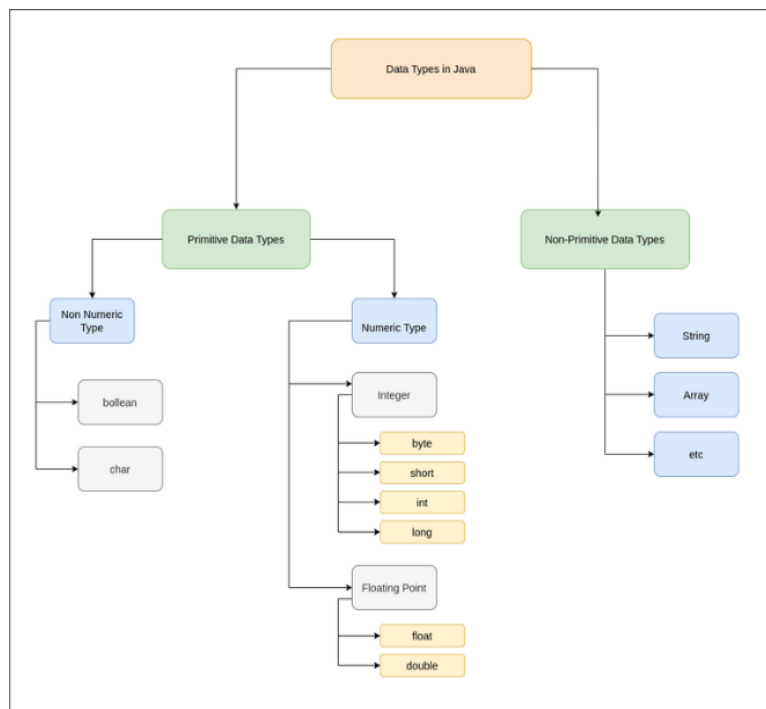 Data Types in Java
Primitive Data Types
Non-Primitive Data Types
Non Numeric
Type
Numeric Type
String
bollean
Integer
Array
byte
char
short
etc
int
long
Floating Point
float
double